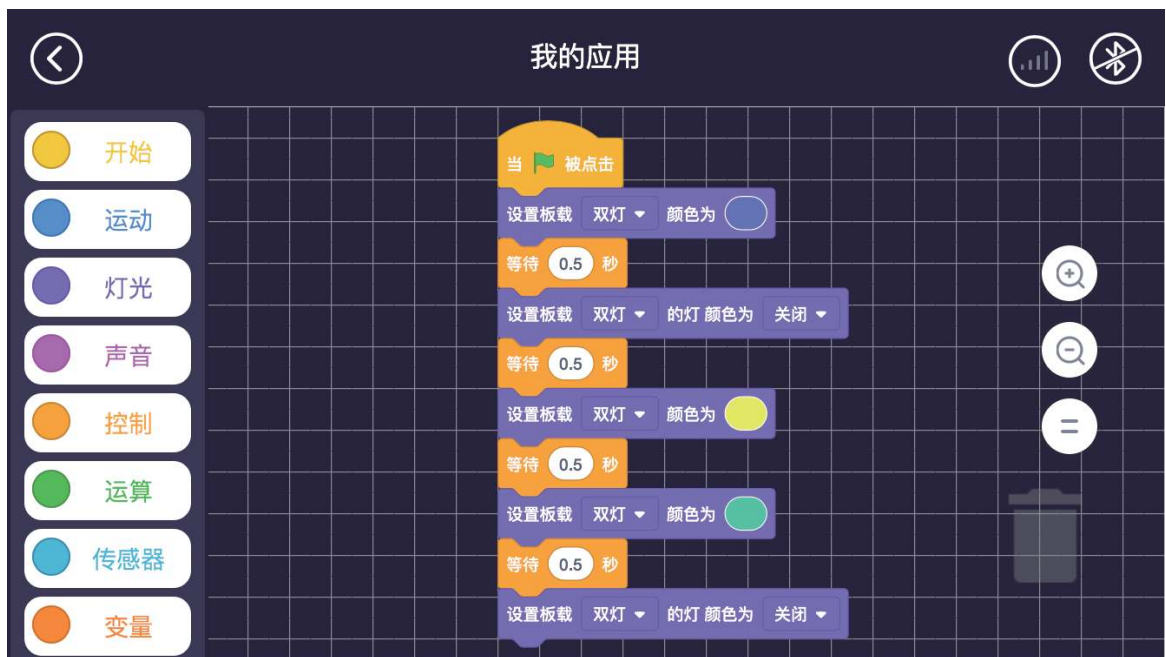 我的应用
开始
运动
灯光
声音
控制
运算
传感器
变量
当 被点击
设置板载 双灯 颜色为
等待 0.5 秒
设置板载 双灯 的灯 颜色为 关闭
等待 0.5 秒
设置板载 双灯 颜色为
等待 0.5 秒
设置板载 双灯 颜色为
等待 0.5 秒
设置板载 双灯 的灯 颜色为 关闭